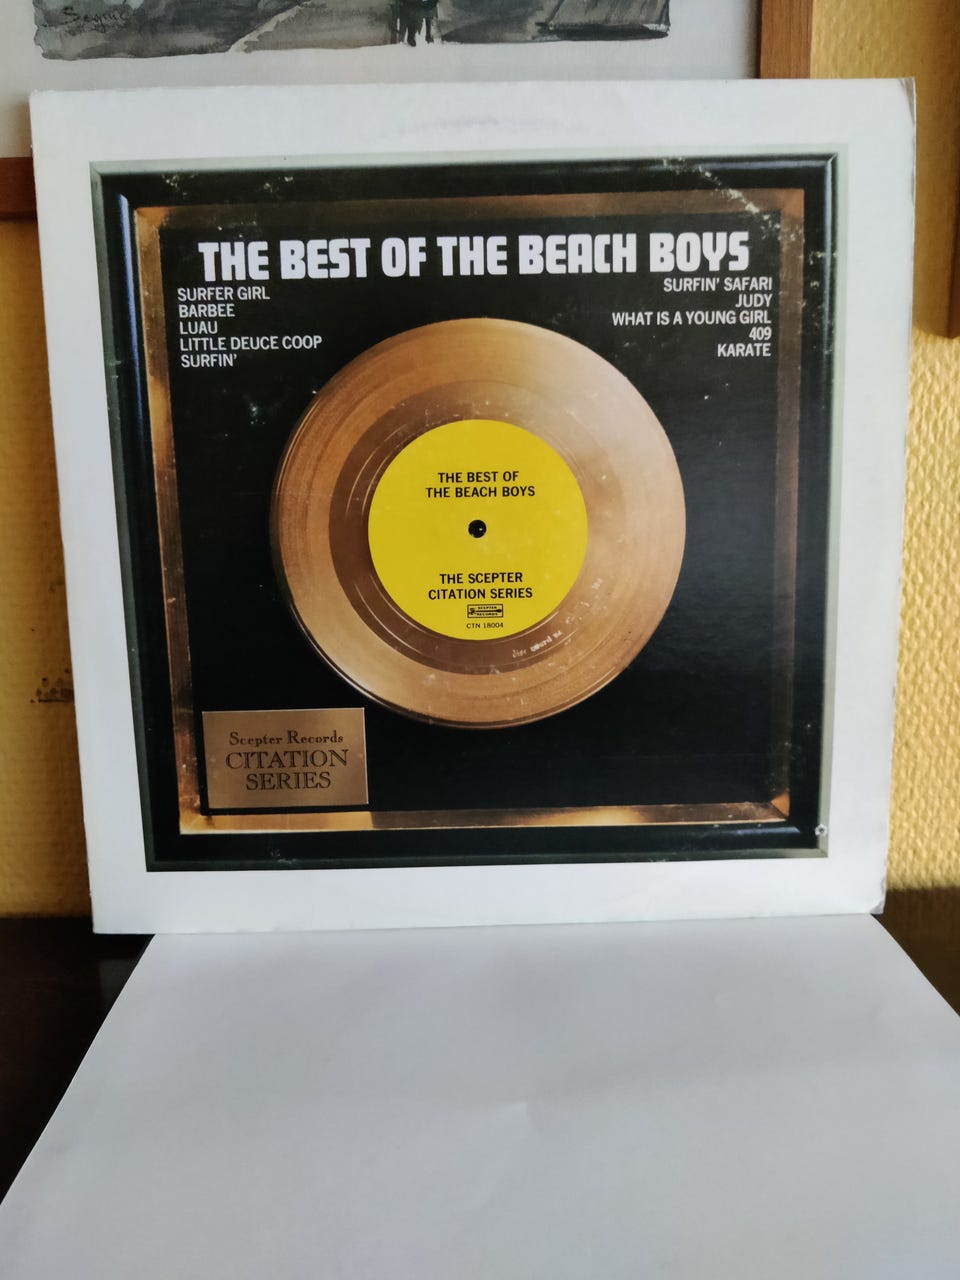 THE BEST OF THE BEACH BOYS
SURFER GIRL
BARBEE
LUAU
LITTLE DEUCE COOP
SURFIN'
SURFIN' SAFARI
JUDY
WHAT IS A YOUNG GIRL
409
KARATE
THE BEST OF
THE BEACH BOYS
THE SCEPTER
CITATION SERIES
SCEPTER
RECORDS
CTN 18004
Scepter Records
CITATION
SERIES